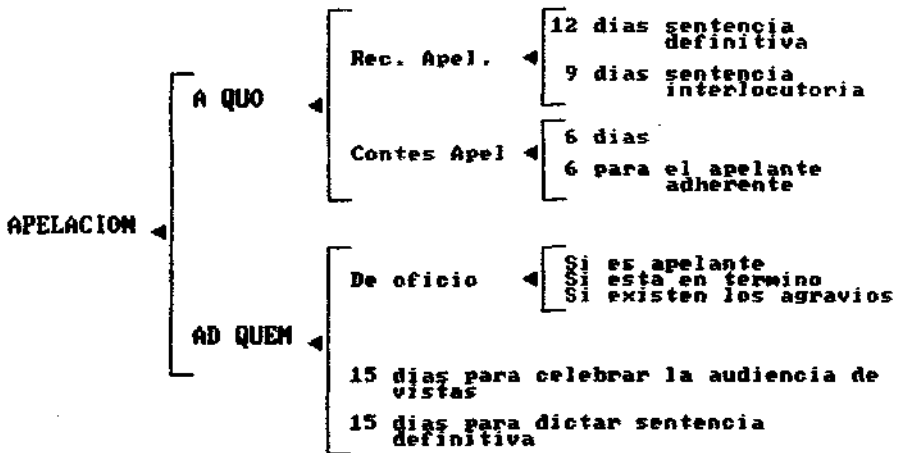 APELACION
A QUO
Rec. Apel.
12 dias sentencia
definitiva
9 dias sentencia
interlocutoria
Contes Apel
6 dias
6 para el apelante
adherente
AD QUEM
De oficio
Si es apelante
Si esta en termino
Si existen los agravios
15 dias para celebrar la audiencia de
vistas
15 dias para dictar sentencia
definitiva